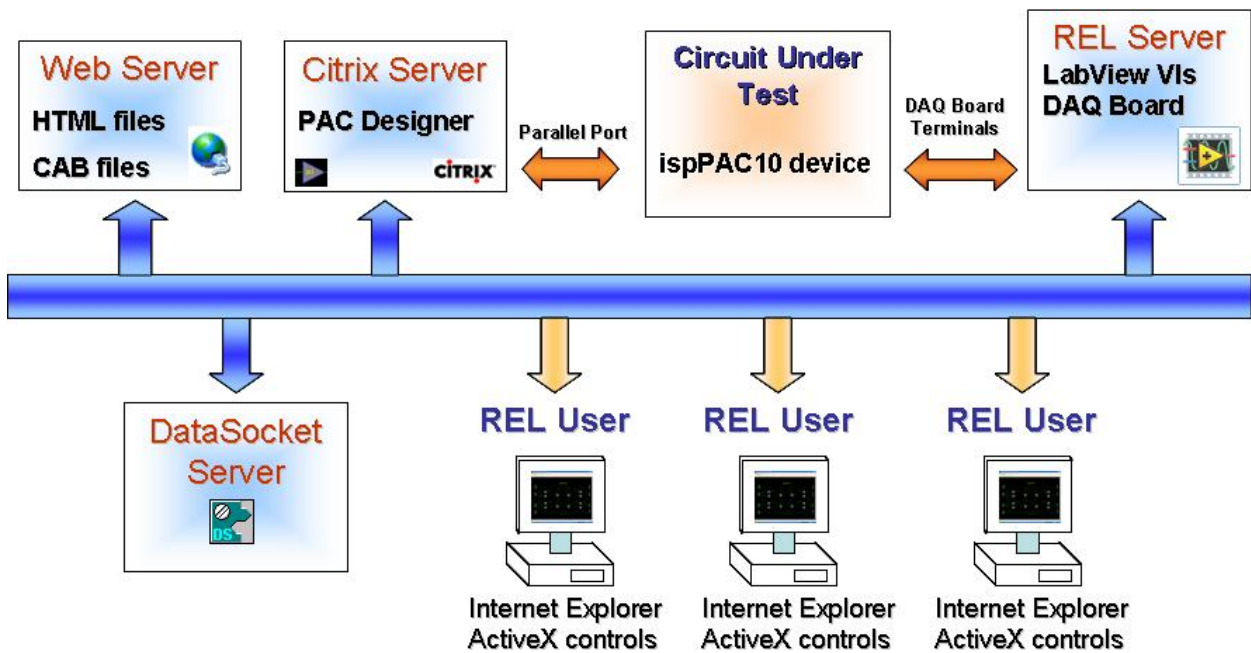 Web Server
HTML files
CAB files
Citrix Server
PAC Designer
CITRIX
Parallel Port
Circuit Under
Test
ispPAC10 device
DAQ Board
Terminals
REL Server
LabView VIs
DAQ Board
DataSocket
Server
DS
REL User
Internet Explorer
ActiveX controls
REL User
Internet Explorer
ActiveX controls
REL User
Internet Explorer
ActiveX controls